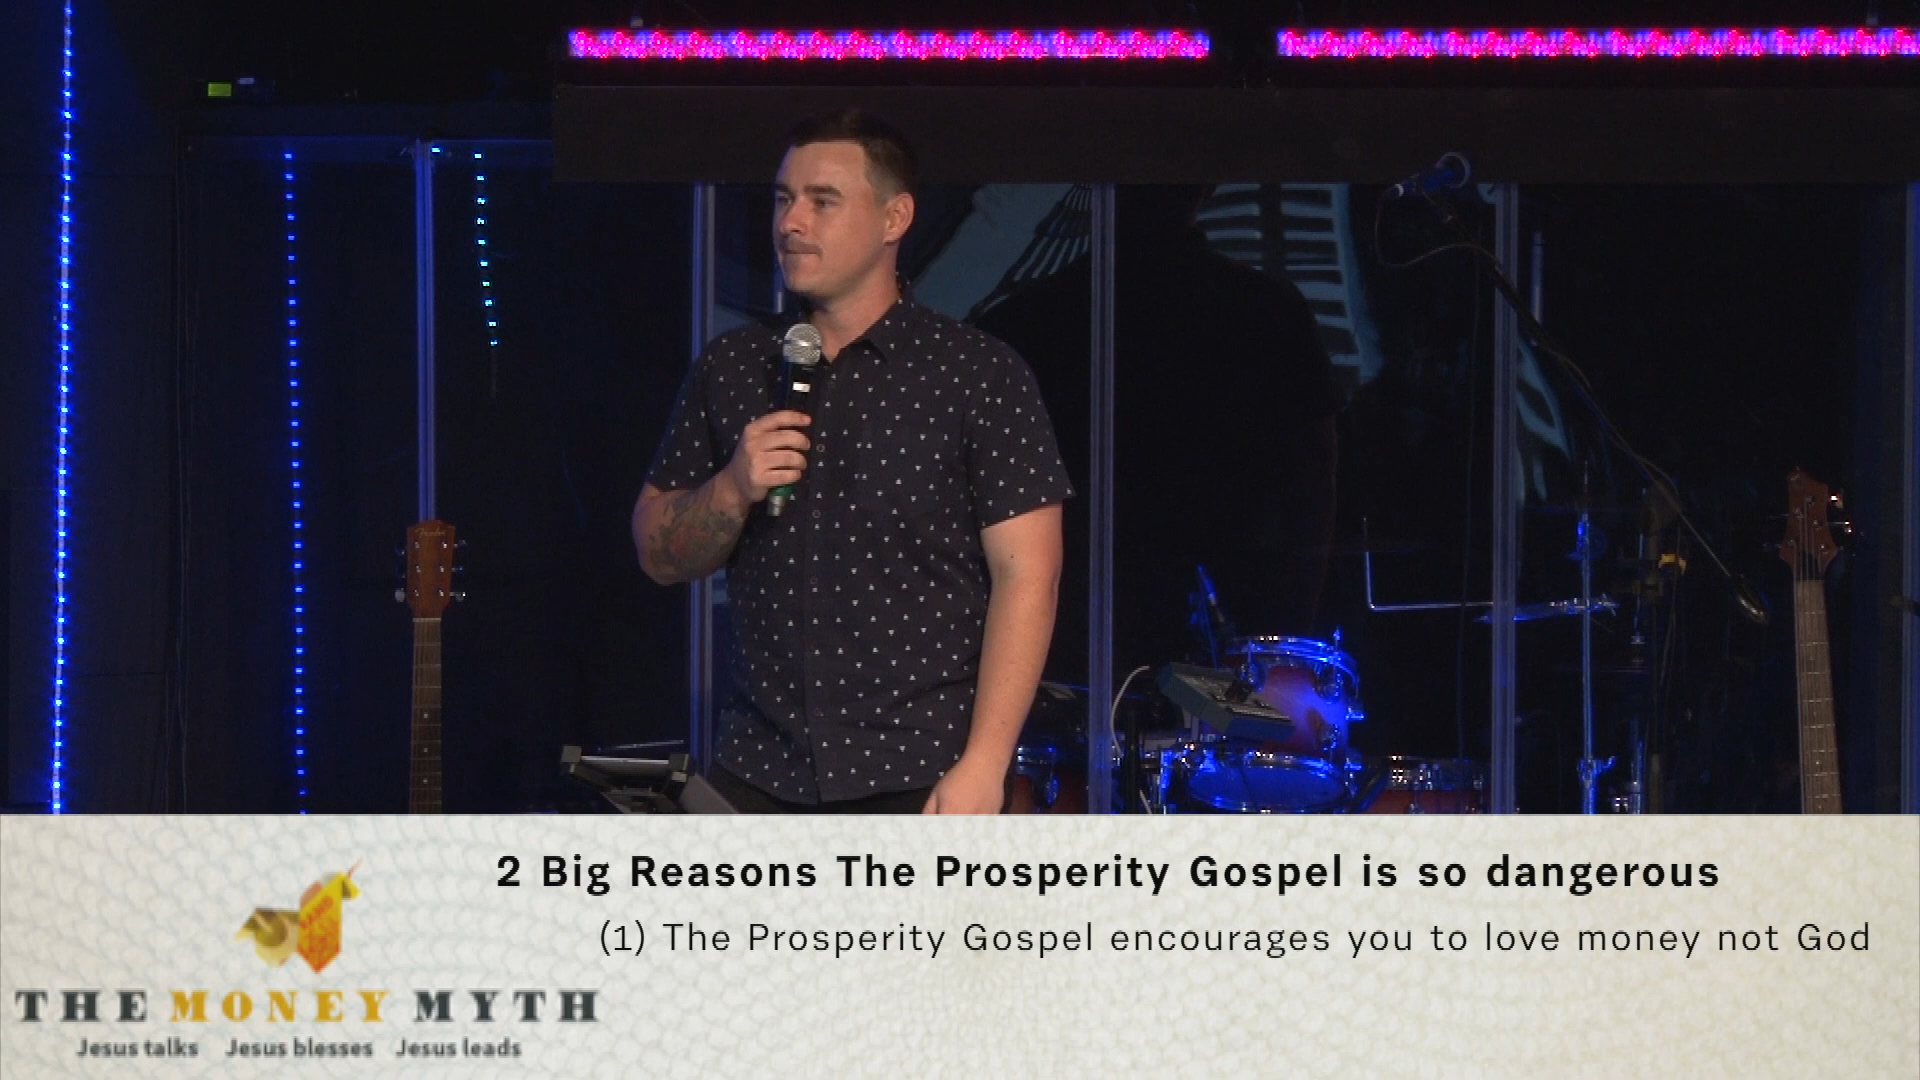 Fender
2 Big Reasons The Prosperity Gospel is so dangerous
(1) The Prosperity Gospel encourages you to love money not God
THE MONEY MYTH
Jesus talks Jesus blesses Jesus leads